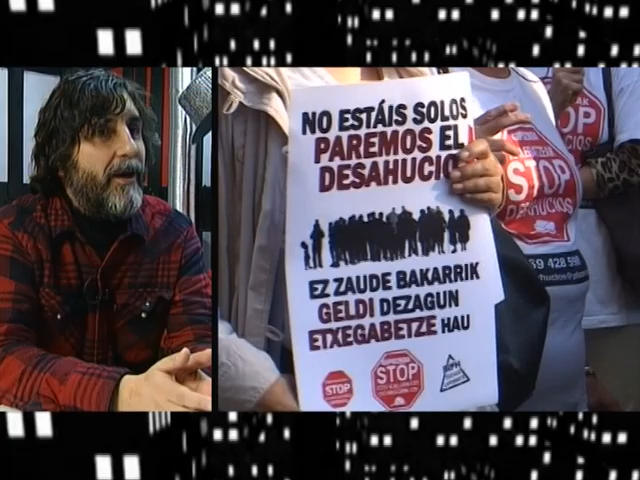 NO ESTÁIS SOLOS
PAREMOS EL
DESAHUCIO
EZ ZAUDE BAKARRIK
GELDI DEZAGUN
ETXEGABETZE HAU
STOP
STOP
STOP
DESAHUCIOS
STOP